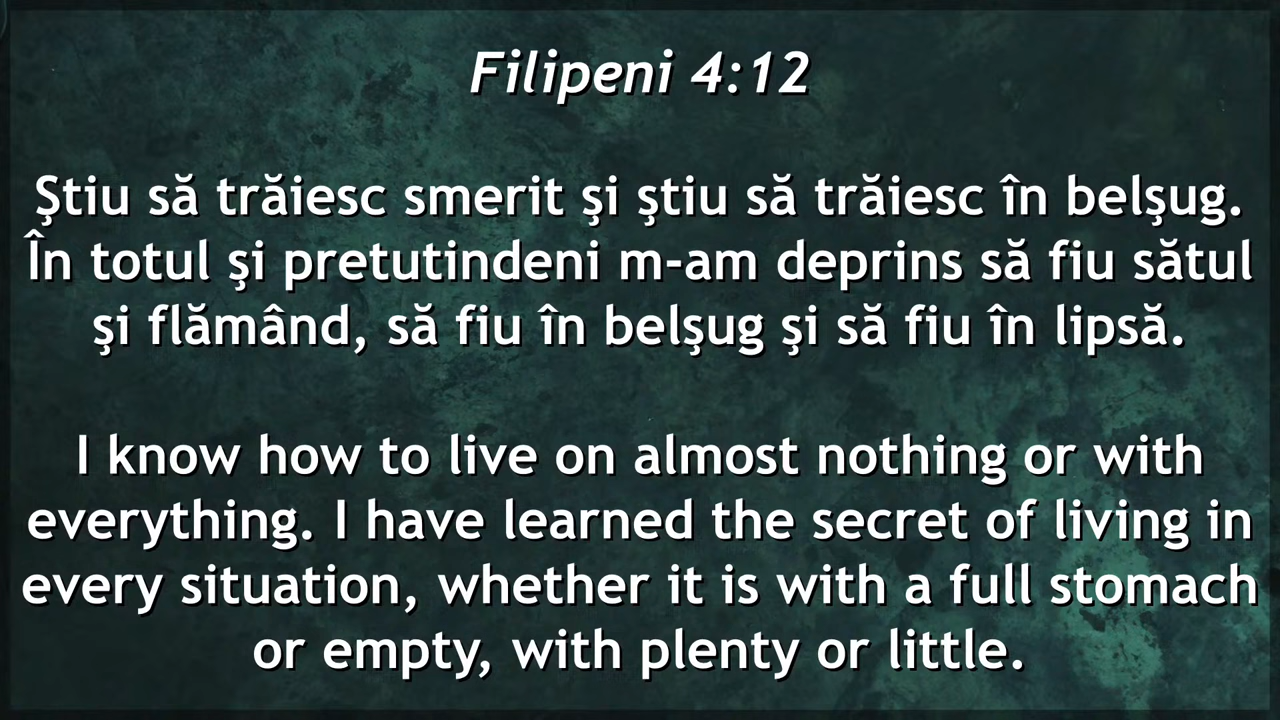 Filipeni 4:12
Ştiu să trăiesc smerit şi ştiu să trăiesc în belşug.
În totul şi pretutindeni m-am deprins să fiu sătul
şi flămând, să fiu în belşug şi să fiu în lipsă.
I know how to live on almost nothing or with
everything. I have learned the secret of living in
every situation, whether it is with a full stomach
or empty, with plenty or little.